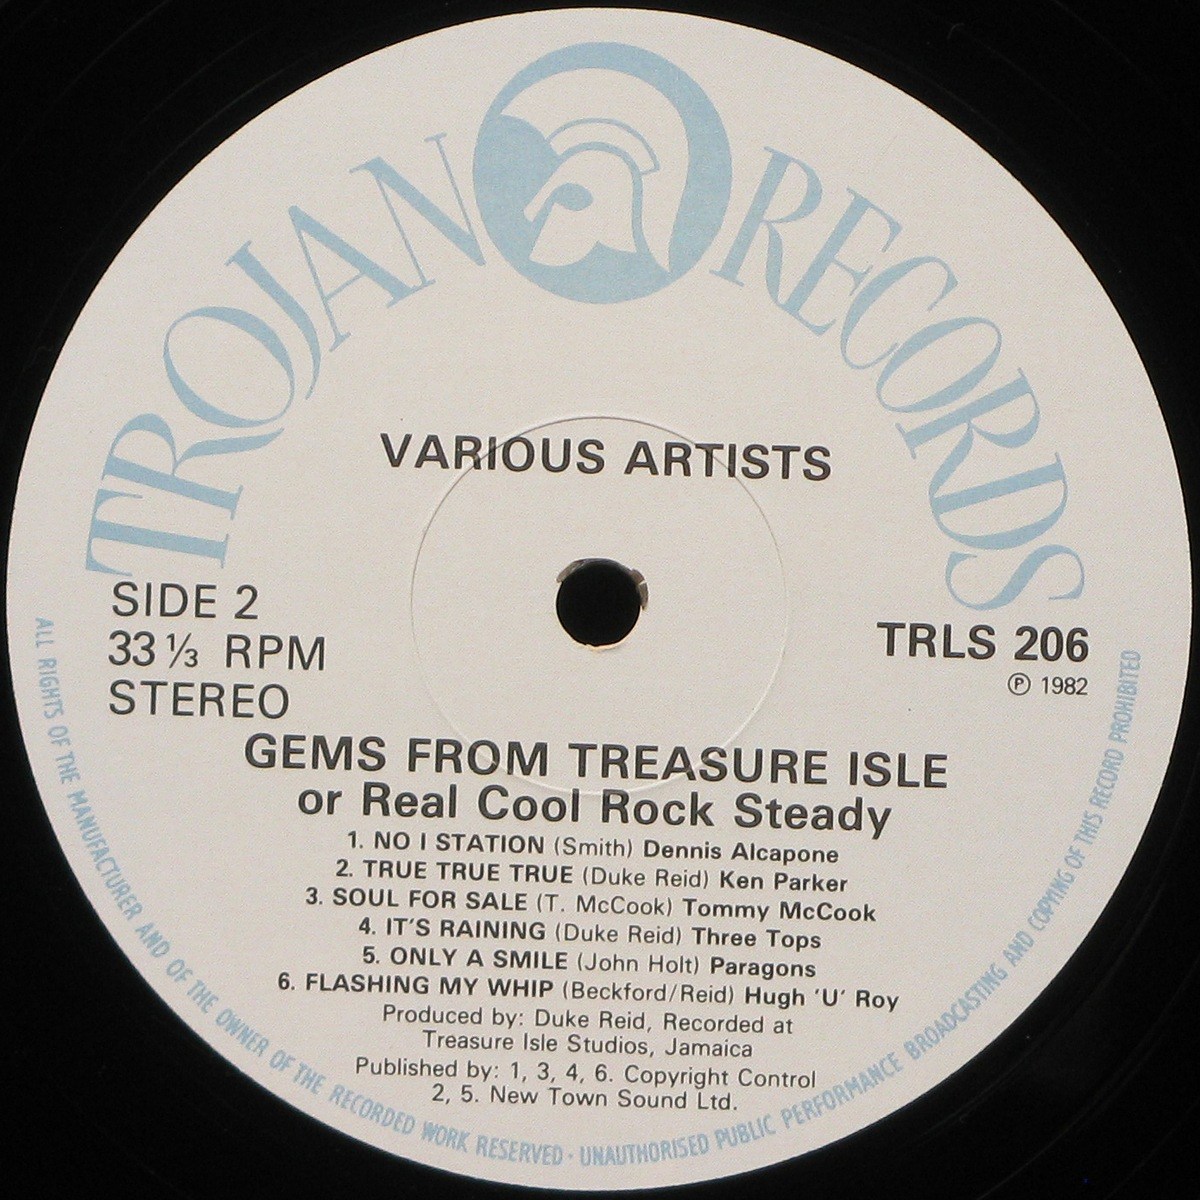 TROJAN RECORDS
VARIOUS ARTISTS
SIDE 2
33 ⅓ RPM
STEREO
TRLS 206
℗ 1982
GEMS FROM TREASURE ISLE
or Real Cool Rock Steady
1. NO I STATION (Smith) Dennis Alcapone
2. TRUE TRUE TRUE (Duke Reid) Ken Parker
3. SOUL FOR SALE (T. McCook) Tommy McCook
4. IT'S RAINING (Duke Reid) Three Tops
5. ONLY A SMILE (John Holt) Paragons
6. FLASHING MY WHIP (Beckford/Reid) Hugh 'U' Roy
Produced by: Duke Reid, Recorded at
Treasure Isle Studios, Jamaica
Published by: 1, 3, 4, 6. Copyright Control
2, 5. New Town Sound Ltd.
ALL RIGHTS OF THE MANUFACTURER AND OF THE OWNER OF THE RECORDED WORK RESERVED · UNAUTHORISED PUBLIC PERFORMANCE BROADCASTING AND COPYING OF THIS RECORD PROHIBITED